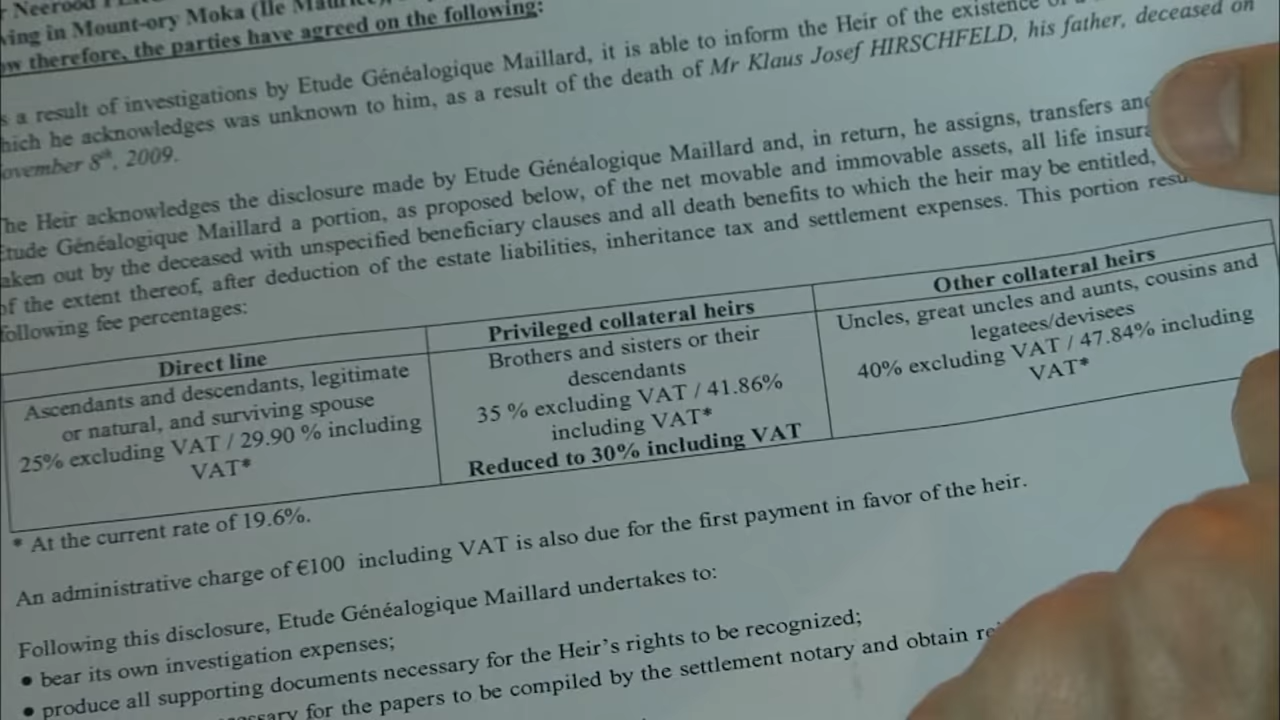 Neerood
ving in Mount-ory Moka (Ile Maurice),
ow therefore, the parties have agreed on the following:
s a result of investigations by Etude Généalogique Maillard, it is able to inform the Heir of the existence
hich he acknowledges was unknown to him, as a result of the death of Mr Klaus Josef HIRSCHFELD, his father, deceased on
ovember 8th, 2009.
The Heir acknowledges the disclosure made by Etude Généalogique Maillard and, in return, he assigns, transfers and
Etude Généalogique Maillard a portion, as proposed below, of the net movable and immovable assets, all life insura
aken out by the deceased with unspecified beneficiary clauses and all death benefits to which the heir may be entitled,
of the extent thereof, after deduction of the estate liabilities, inheritance tax and settlement expenses. This portion resu
following fee percentages:
Direct line
Ascendants and descendants, legitimate
or natural, and surviving spouse
25% excluding VAT / 29.90 % including
VAT*
Privileged collateral heirs
Brothers and sisters or their
descendants
35 % excluding VAT / 41.86%
including VAT*
Reduced to 30% including VAT
Other collateral heirs
Uncles, great uncles and aunts, cousins and
legatees/devisees
40% excluding VAT / 47.84% including
VAT*
* At the current rate of 19.6%.
An administrative charge of €100 including VAT is also due for the first payment in favor of the heir.
Following this disclosure, Etude Généalogique Maillard undertakes to:
• bear its own investigation expenses;
• produce all supporting documents necessary for the Heir's rights to be recognized;
essary for the papers to be compiled by the settlement notary and obtain